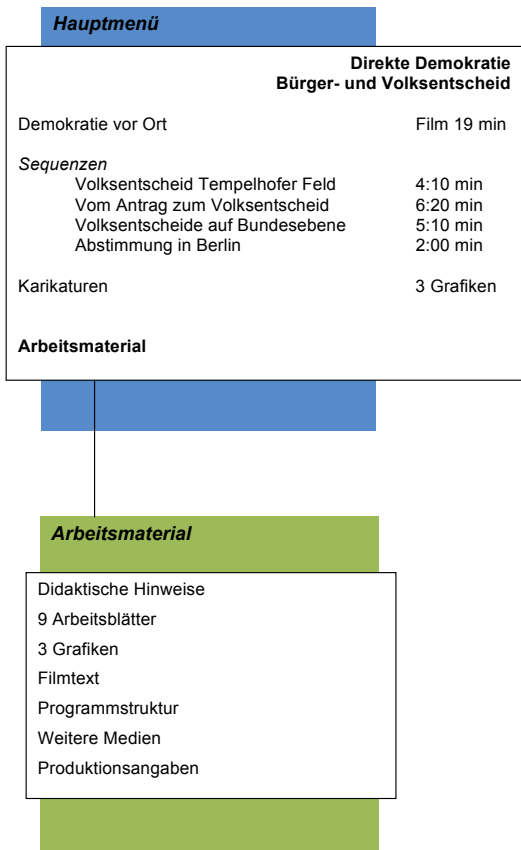 Hauptmenü
Direkte Demokratie
Bürger- und Volksentscheid
Demokratie vor Ort Film 19 min
Sequenzen
Volksentscheid Tempelhofer Feld 4:10 min
Vom Antrag zum Volksentscheid 6:20 min
Volksentscheide auf Bundesebene 5:10 min
Abstimmung in Berlin 2:00 min
Karikaturen 3 Grafiken
Arbeitsmaterial
Arbeitsmaterial
Didaktische Hinweise
9 Arbeitsblätter
3 Grafiken
Filmtext
Programmstruktur
Weitere Medien
Produktionsangaben